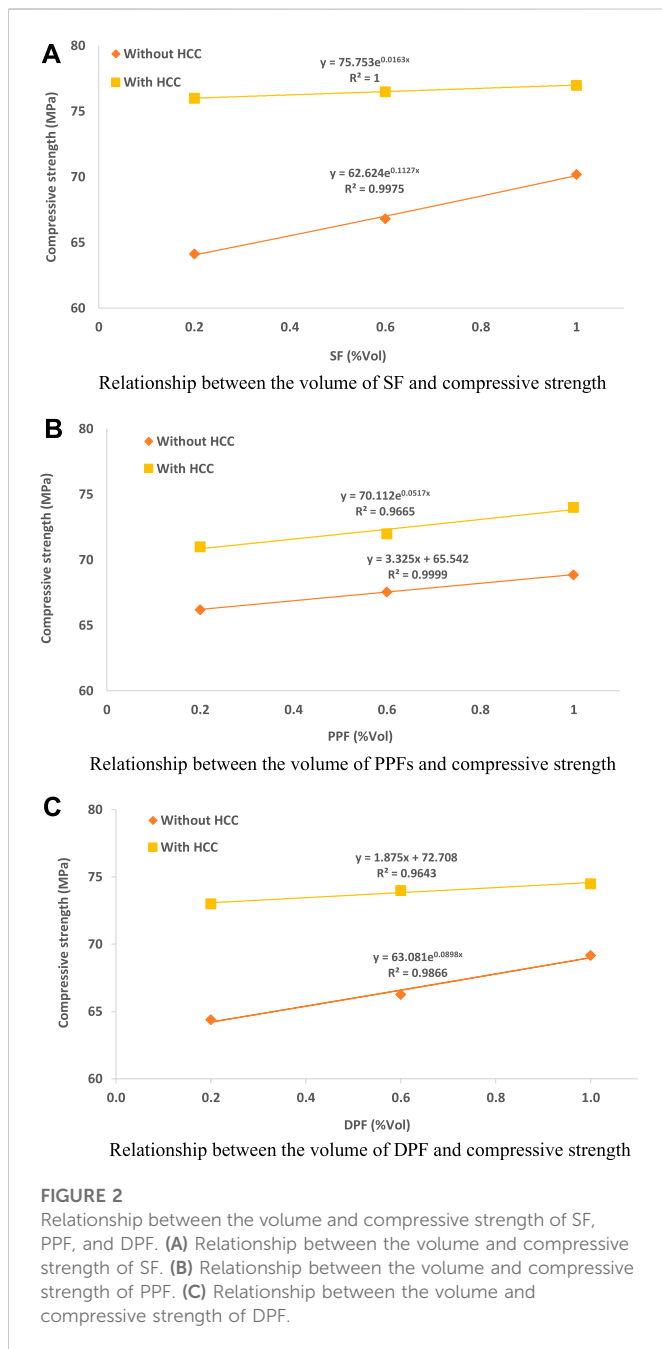 A
80
Without HCC
With HCC
y = 75.753e^0.0163x
R² = 1
75
y = 62.624e^0.1127x
R² = 0.9975
70
65
60
Compressive strength (MPa)
0 0.2 0.4 0.6 0.8 1
SF (%Vol)
Relationship between the volume of SF and compressive strength
B
80
Without HCC
With HCC
75
y = 70.112e^0.0517x
R² = 0.9665
70
y = 3.325x + 65.542
R² = 0.9999
65
60
Compressive strength (MPa)
0 0.2 0.4 0.6 0.8 1
PPF (%Vol)
Relationship between the volume of PPFs and compressive strength
C
80
Without HCC
With HCC
75
y = 1.875x + 72.708
R² = 0.9643
70
y = 63.081e^0.0898x
R² = 0.9866
65
60
Compressive strength (MPa)
0.0 0.2 0.4 0.6 0.8 1.0
DPF (%Vol)
Relationship between the volume of DPF and compressive strength
FIGURE 2
Relationship between the volume and compressive strength of SF,
PPF, and DPF. (A) Relationship between the volume and compressive
strength of SF. (B) Relationship between the volume and compressive
strength of PPF. (C) Relationship between the volume and
compressive strength of DPF.